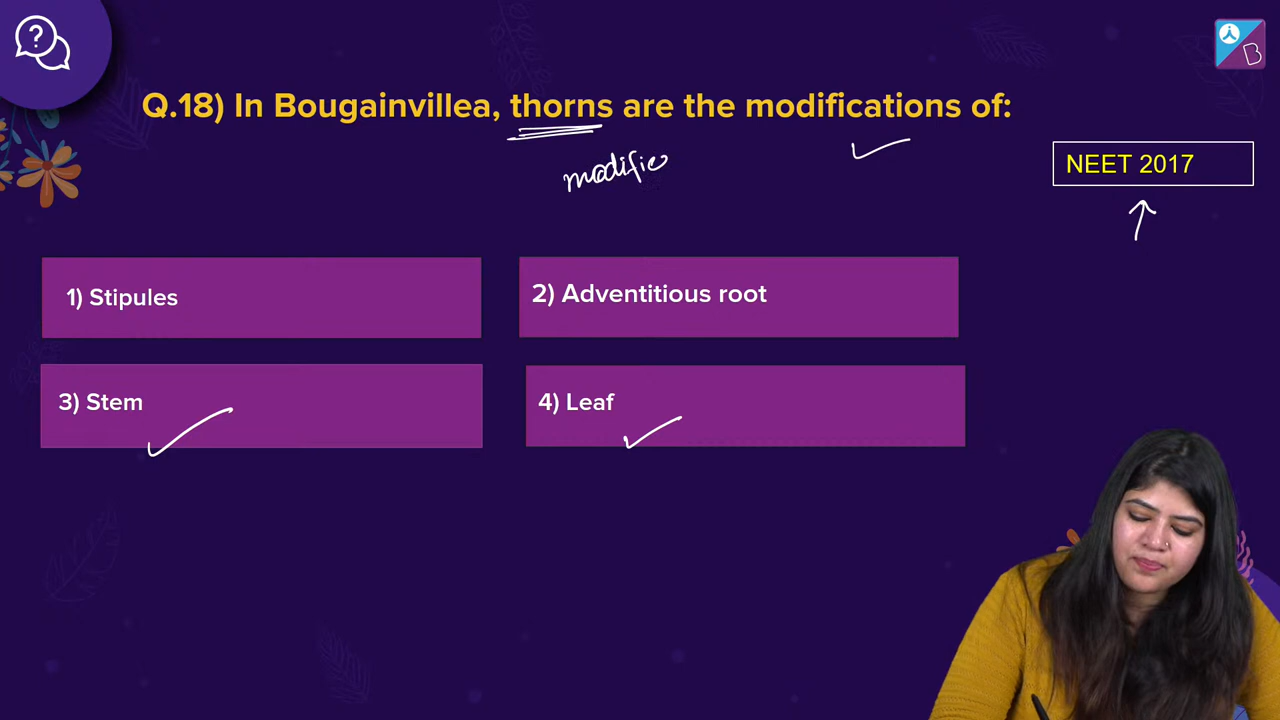 Q.18) In Bougainvillea, thorns are the modifications of:
modifie
NEET 2017
1) Stipules
2) Adventitious root
3) Stem
4) Leaf
?
B